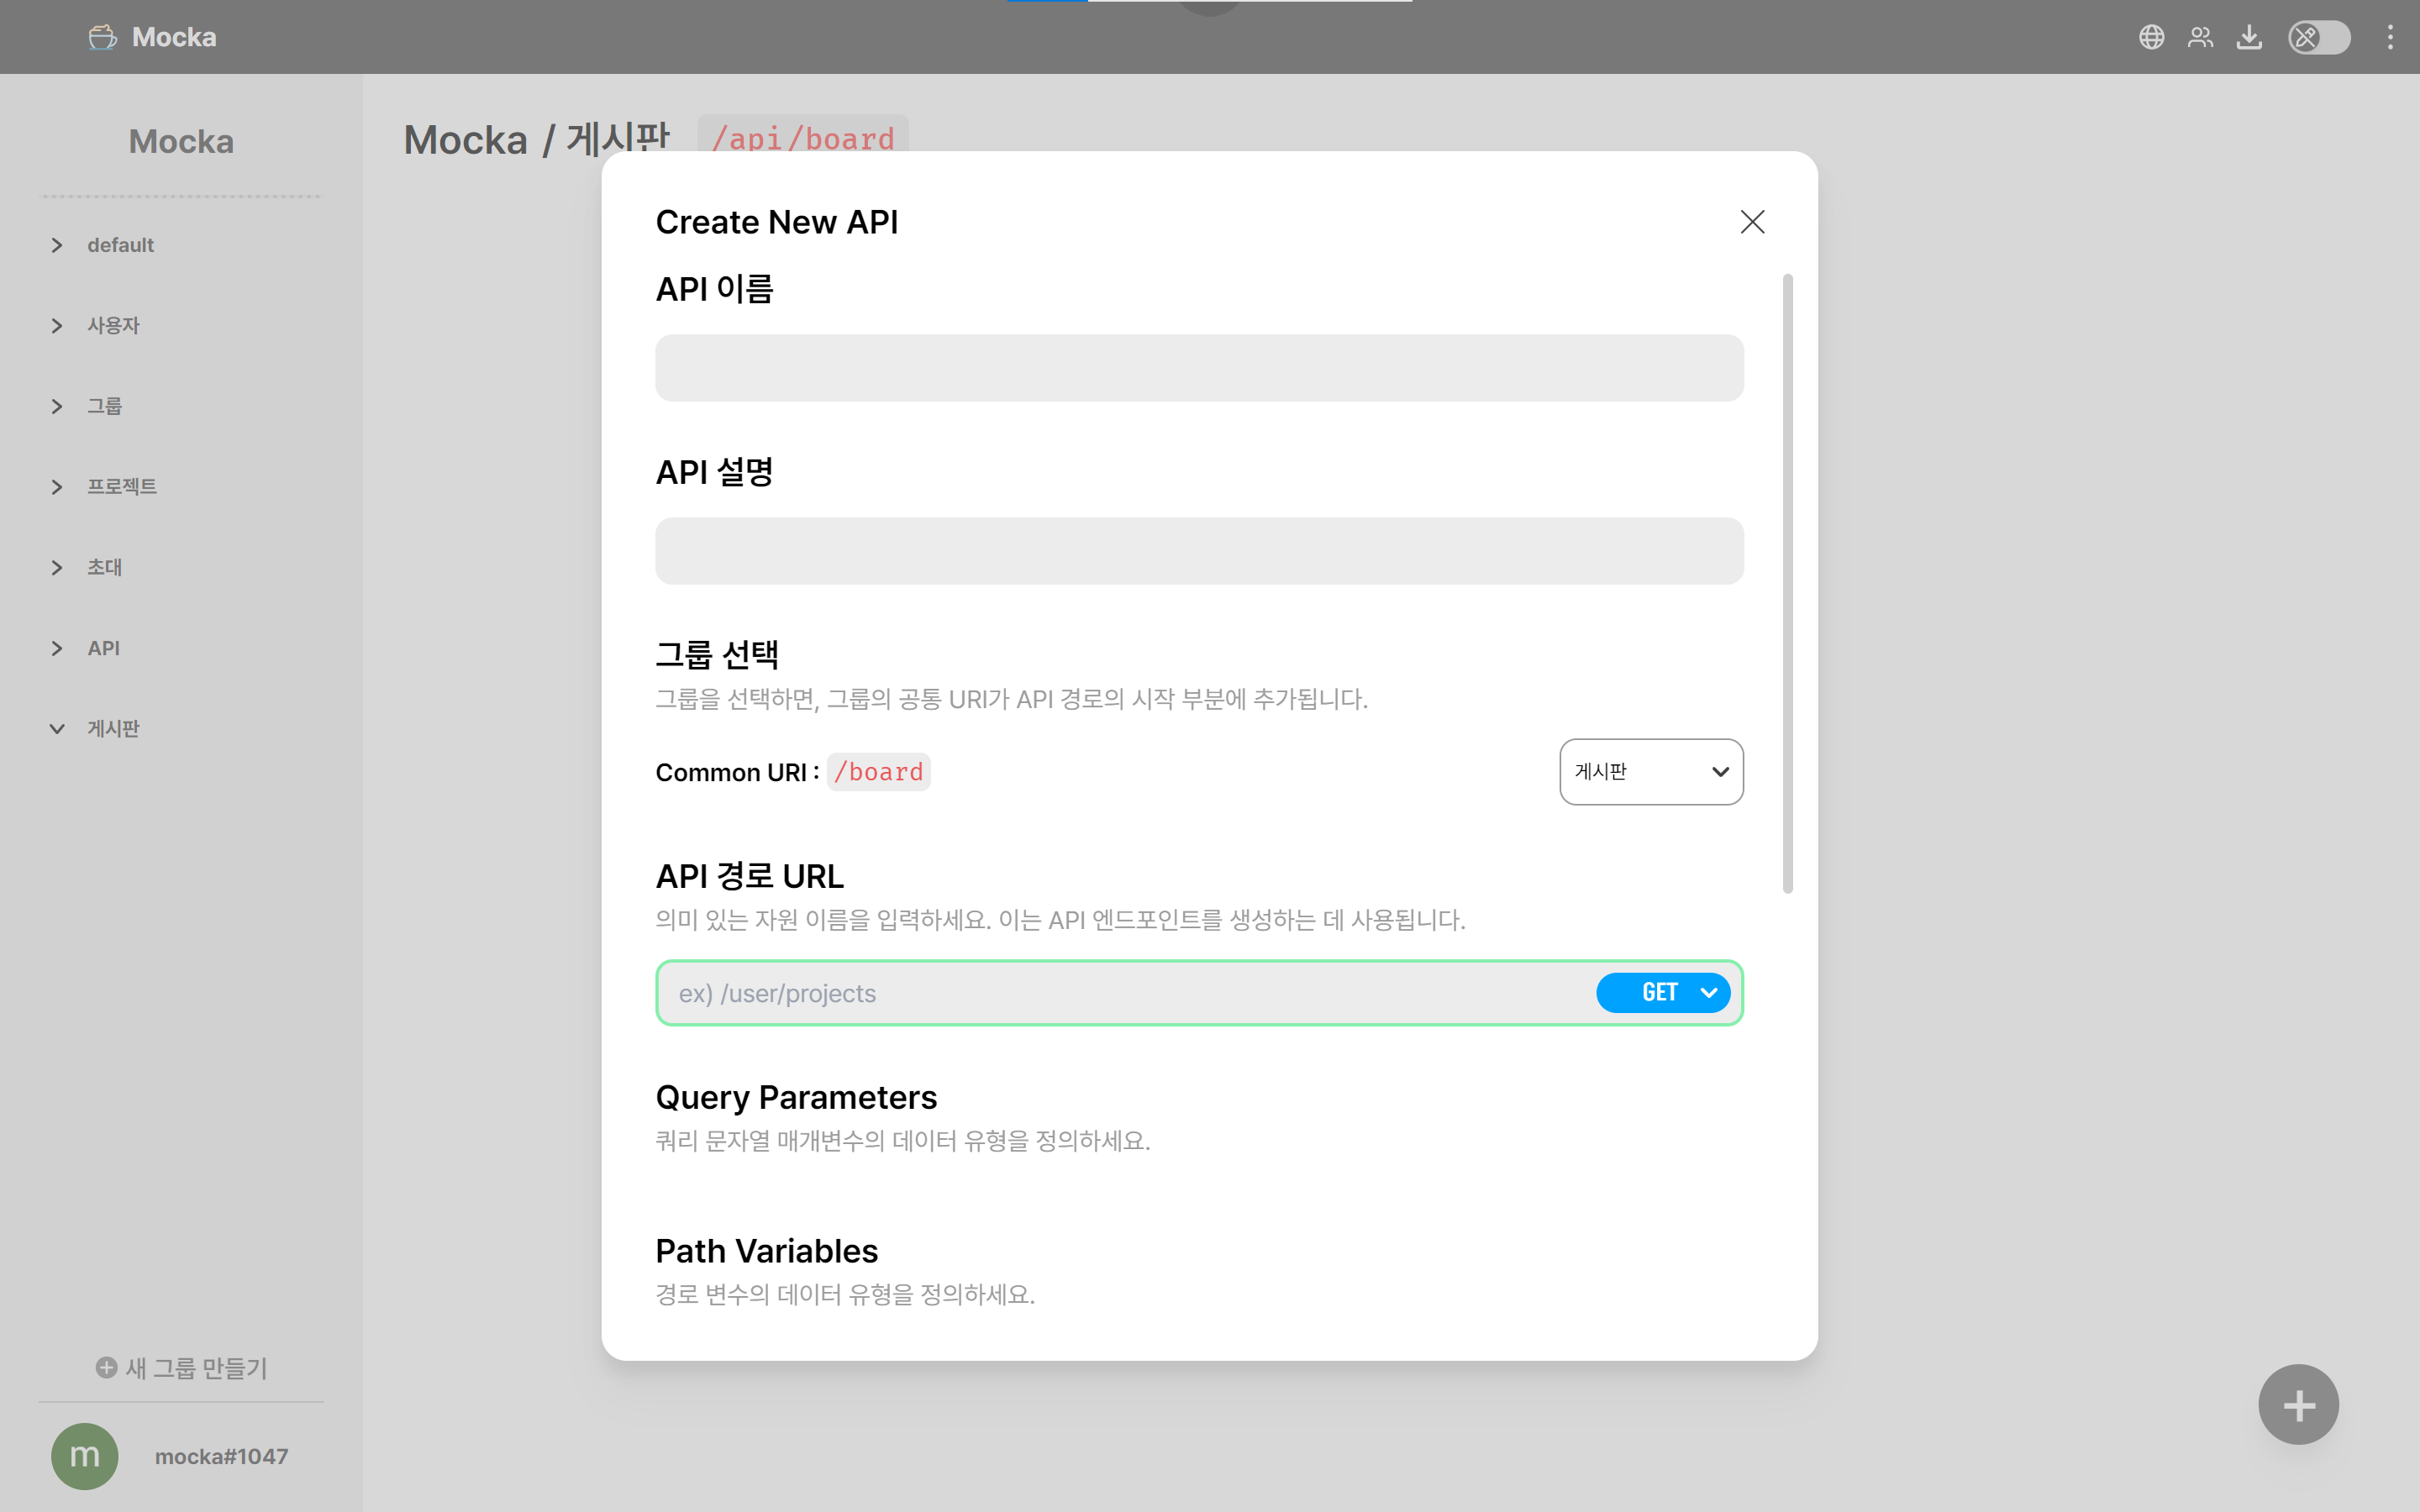 Mocka
Mocka
default
사용자
그룹
프로젝트
초대
API
게시판
새 그룹 만들기
m
mocka#1047
Mocka / 게시판 /api/board
Create New API
API 이름
API 설명
그룹 선택
그룹을 선택하면, 그룹의 공통 URI가 API 경로의 시작 부분에 추가됩니다.
Common URI : /board
게시판
API 경로 URL
의미 있는 자원 이름을 입력하세요. 이는 API 엔드포인트를 생성하는 데 사용됩니다.
ex) /user/projects
GET
Query Parameters
쿼리 문자열 매개변수의 데이터 유형을 정의하세요.
Path Variables
경로 변수의 데이터 유형을 정의하세요.